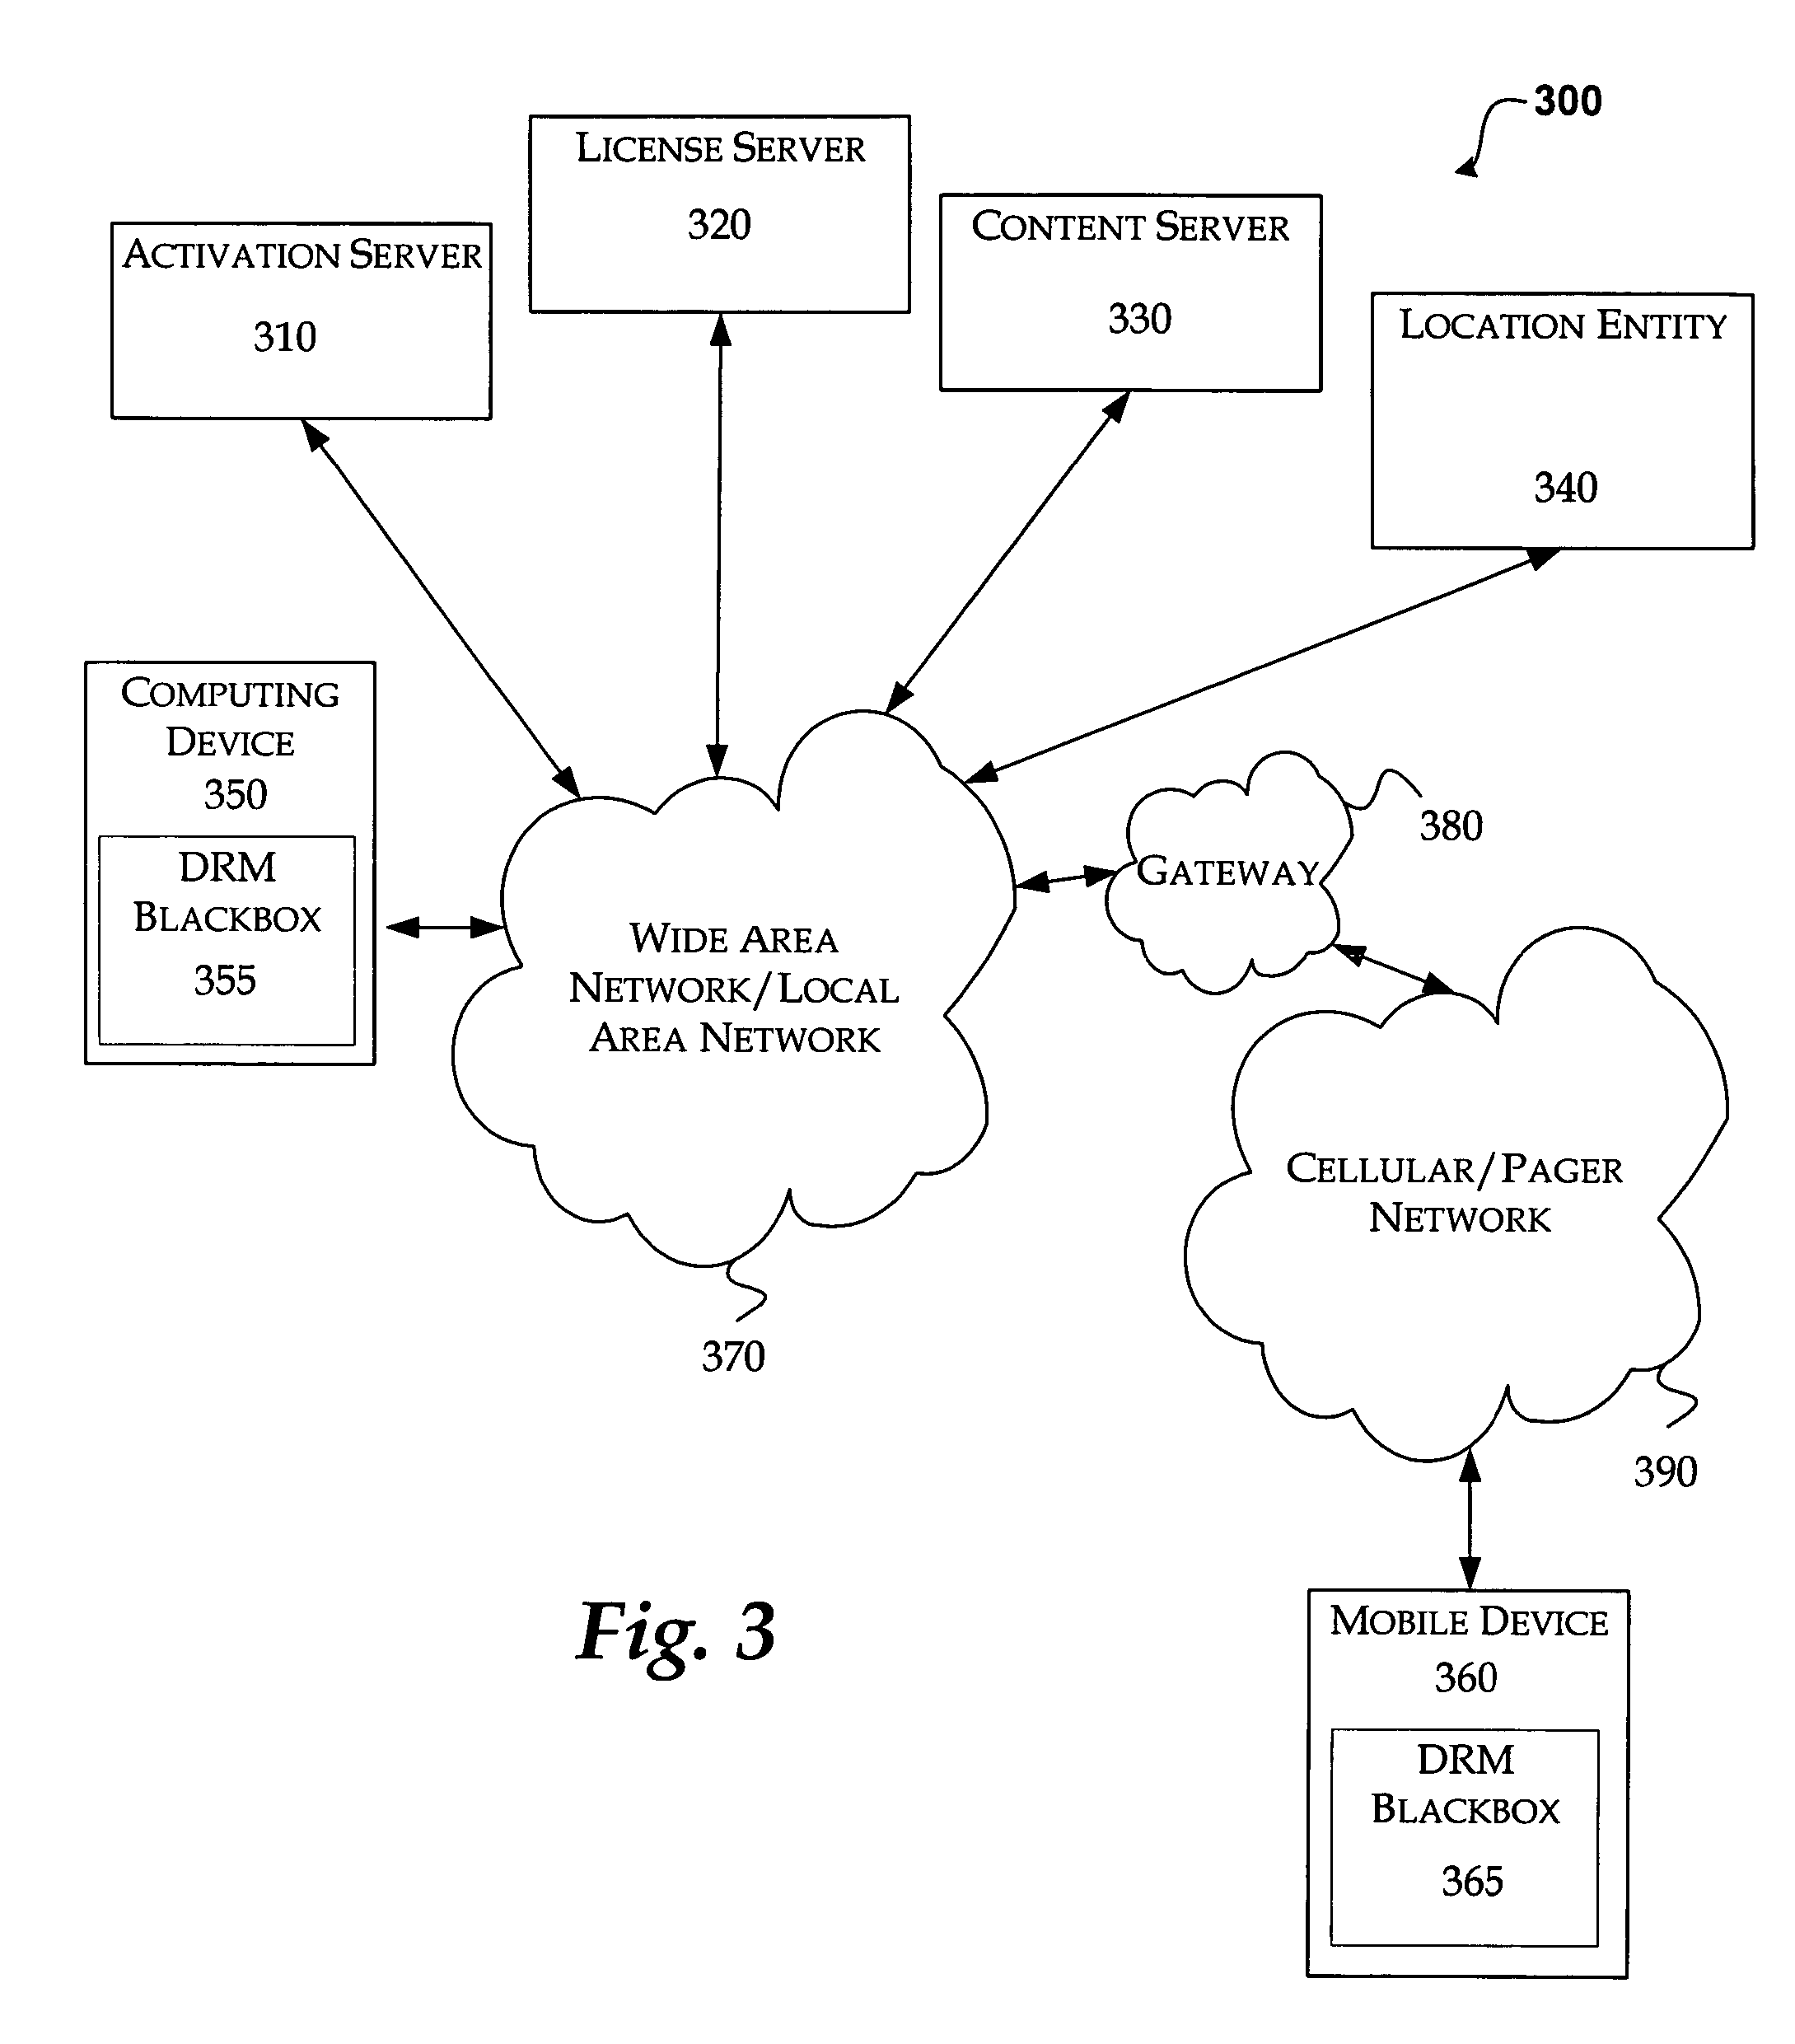 300
LICENSE SERVER
320
CONTENT SERVER
330
ACTIVATION SERVER
310
LOCATION ENTITY
340
COMPUTING
DEVICE
350
DRM
BLACKBOX
355
WIDE AREA
NETWORK/LOCAL
AREA NETWORK
370
GATEWAY
380
CELLULAR/PAGER
NETWORK
390
Fig. 3
MOBILE DEVICE
360
DRM
BLACKBOX
365